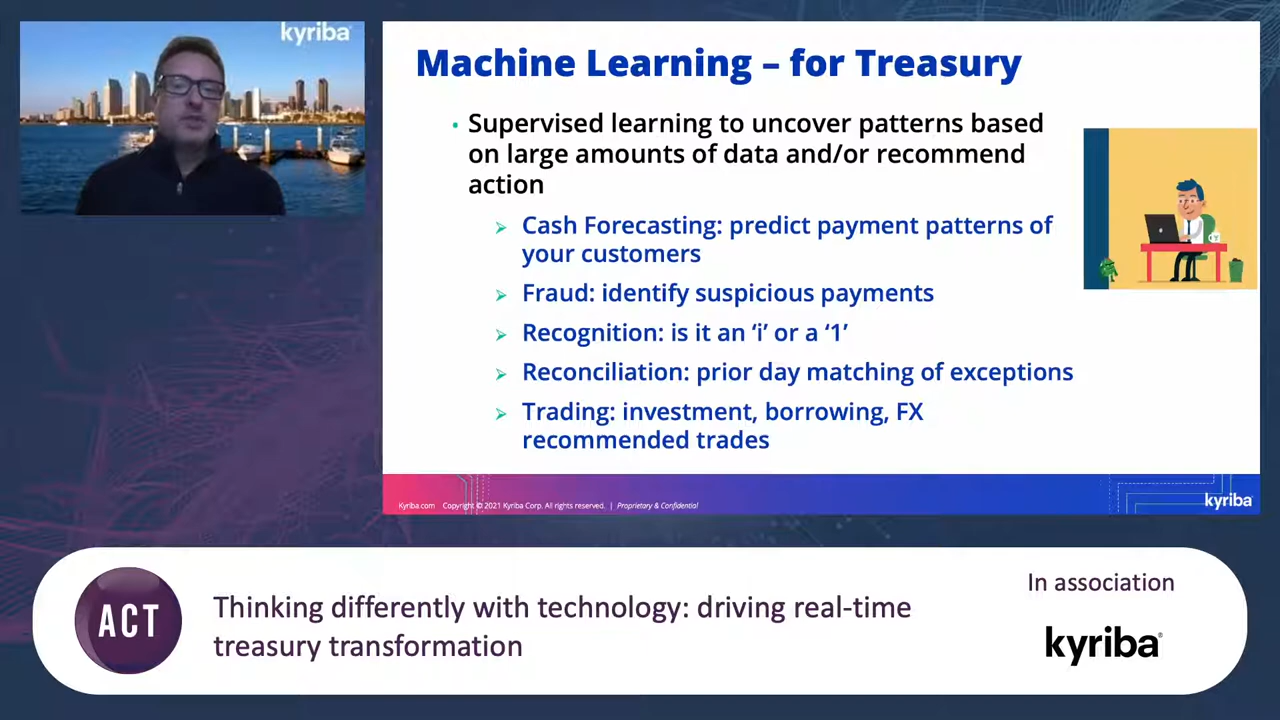 kyriba
Machine Learning – for Treasury
• Supervised learning to uncover patterns based
on large amounts of data and/or recommend
action
➢ Cash Forecasting: predict payment patterns of
your customers
➢ Fraud: identify suspicious payments
➢ Recognition: is it an ‘i’ or a ‘1’
➢ Reconciliation: prior day matching of exceptions
➢ Trading: investment, borrowing, FX
recommended trades
Kyriba.com Copyright © 2021 Kyriba Corp. All rights reserved. | Proprietary & Confidential
kyriba
ACT
Thinking differently with technology: driving real-time
treasury transformation
In association
kyriba